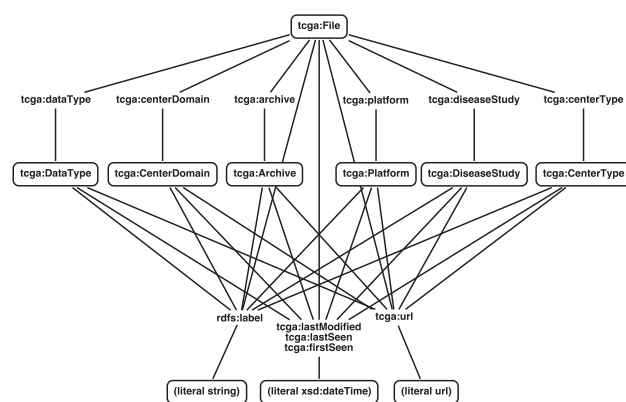 tcga:File
tcga:dataType tcga:centerDomain tcga:archive tcga:platform tcga:diseaseStudy tcga:centerType
tcga:DataType tcga:CenterDomain tcga:Archive tcga:Platform tcga:DiseaseStudy tcga:CenterType
rdfs:label tcga:url
tcga:lastModified
tcga:lastSeen
tcga:firstSeen
(literal string) (literal xsd:dateTime) (literal url)